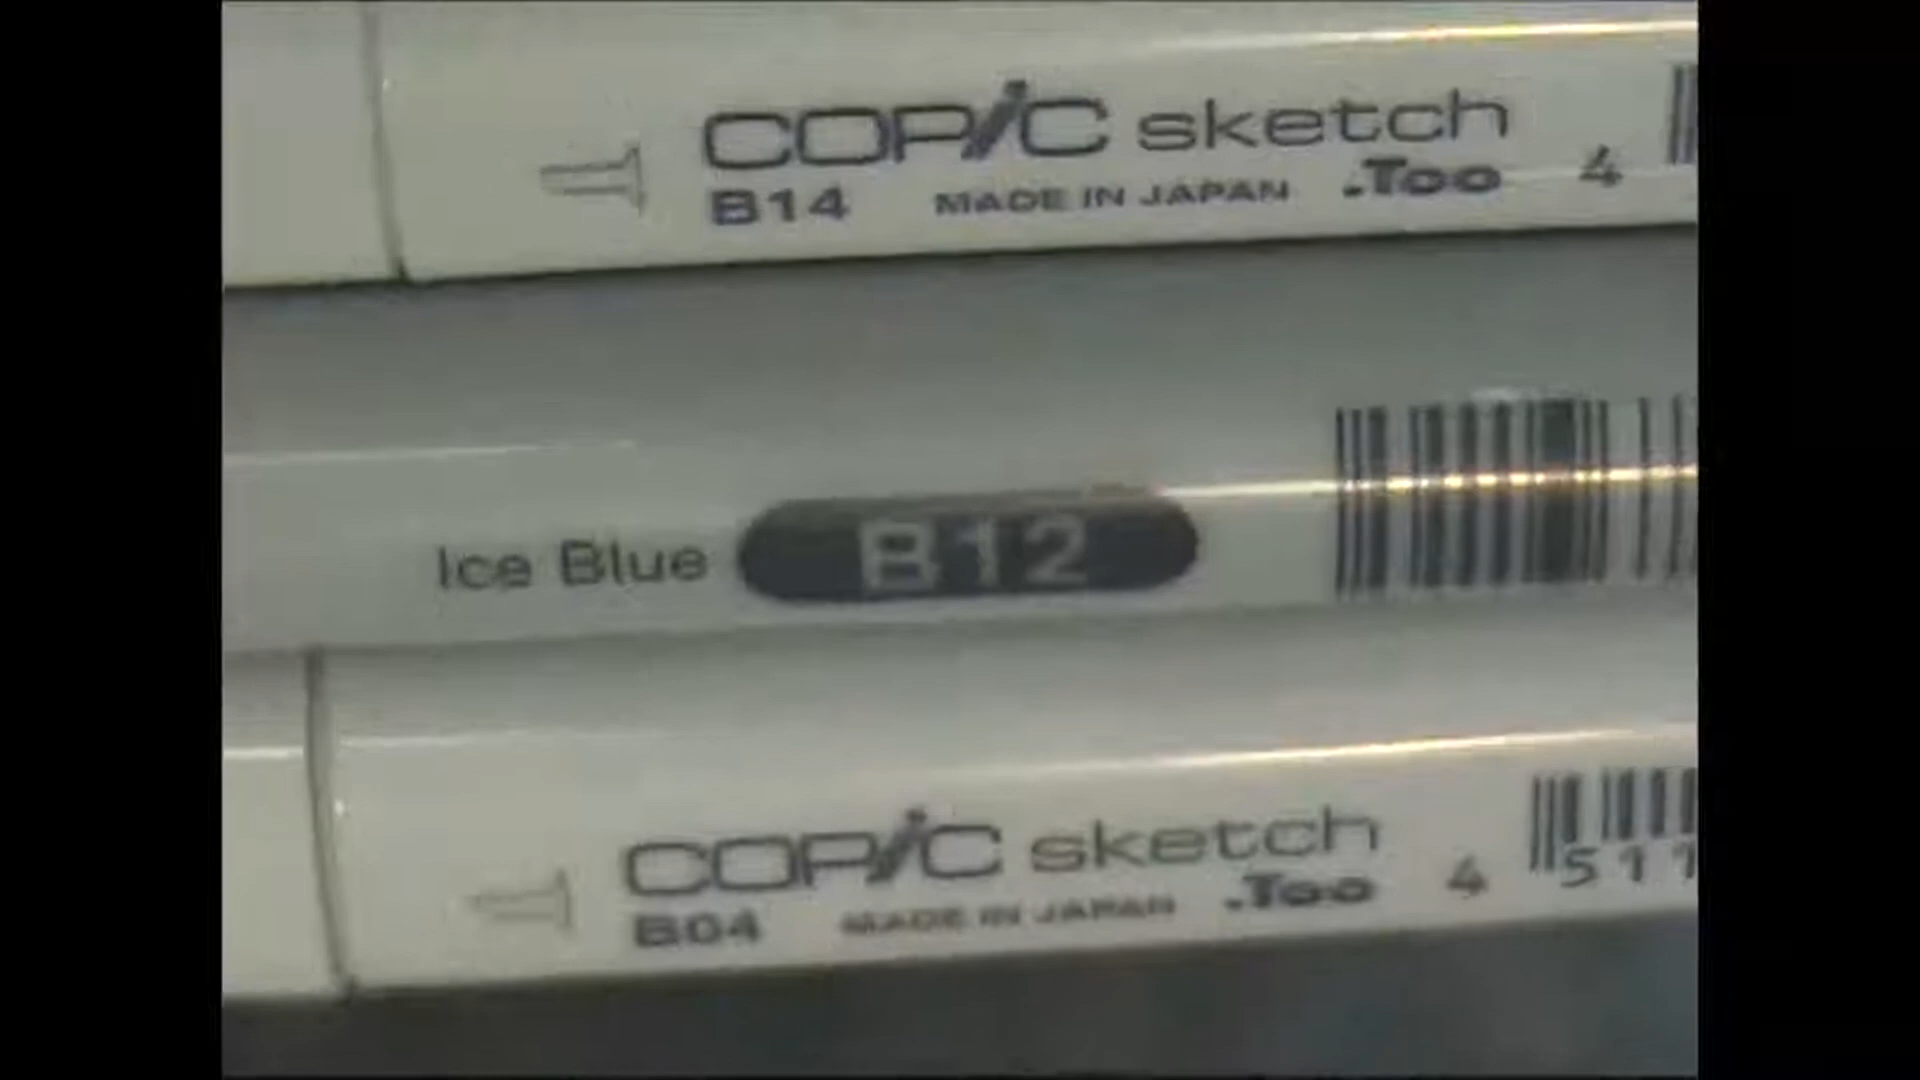 COPIC sketch
B14 MADE IN JAPAN .Too 4
Ice Blue B12
COPIC sketch
B04 MADE IN JAPAN .Too 4 511